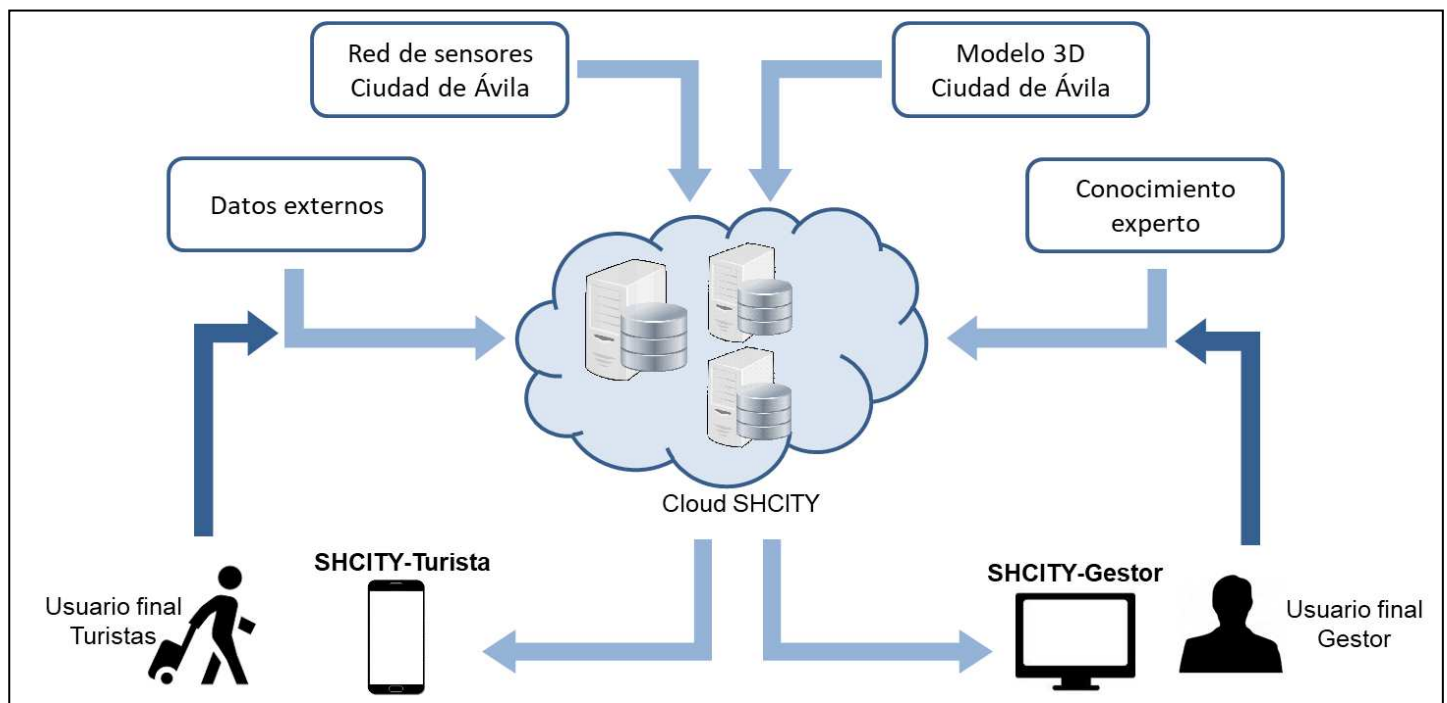 Red de sensores
Ciudad de Ávila
Modelo 3D
Ciudad de Ávila
Datos externos
Conocimiento
experto
Cloud SHCITY
SHCITY-Turista
SHCITY-Gestor
Usuario final
Turistas
Usuario final
Gestor